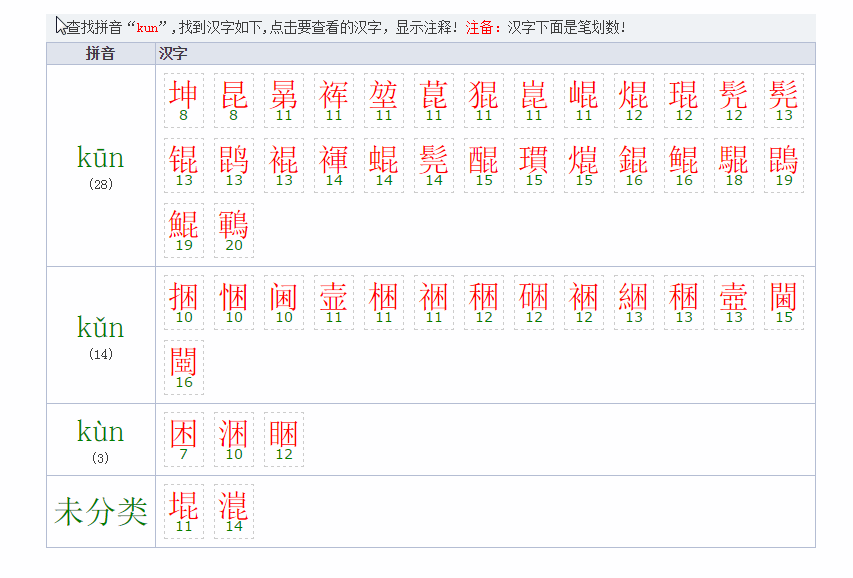 查找拼音“kun”,找到汉字如下,点击要查看的汉字，显示注释! 注备：汉字下面是笔划数!
拼音 汉字
kūn
(28)
坤 昆 晜 裈 堃 菎 猑 崑 崐 焜 琨 髠 髡
8 8 11 11 11 11 11 11 11 12 12 12 13
锟 鹍 裩 褌 蜫 髨 醌 瑻 熴 錕 鲲 騉 鵾
13 13 13 14 14 14 15 15 15 16 16 18 19
鯤 鶤
19 20
kǔn
(14)
捆 悃 阃 壸 梱 祵 稇 硱 裍 綑 稛 壼 閫
10 10 10 11 11 11 12 12 12 13 13 13 15
閸
16
kùn
(3)
困 涃 睏
7 10 12
未分类
堒 潉
11 14